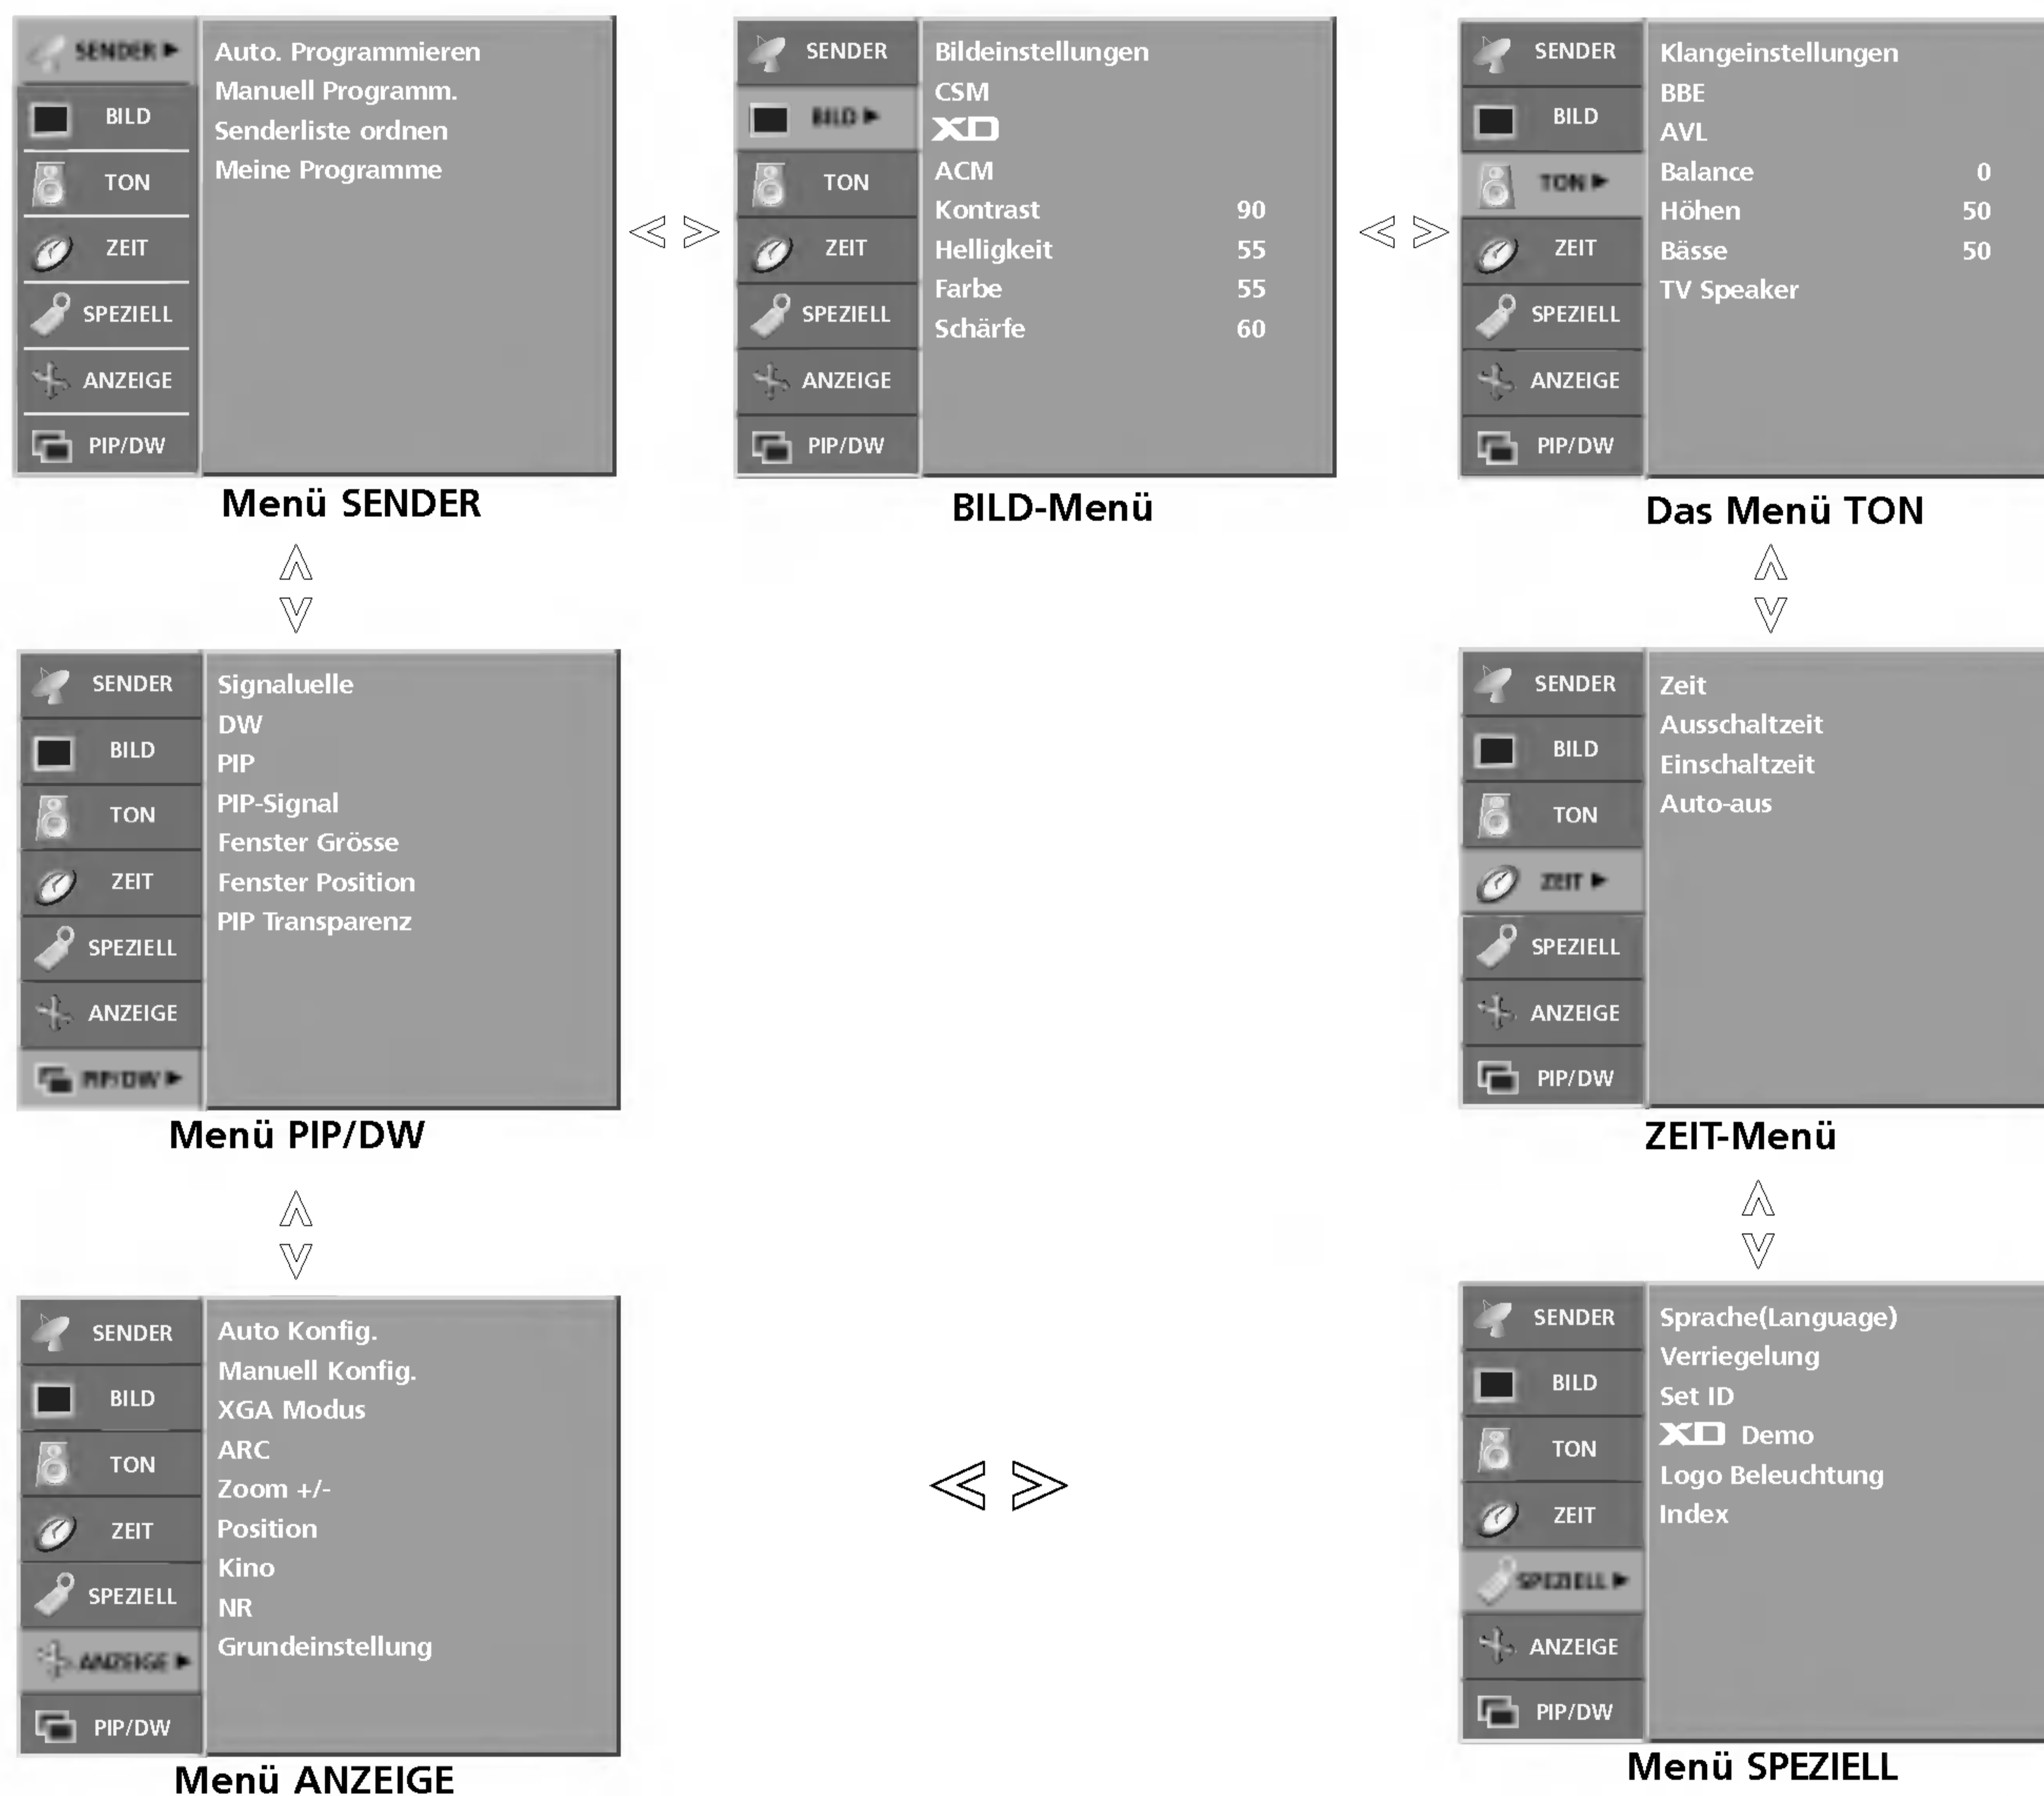 SENDER
BILD
TON
ZEIT
SPEZIELL
ANZEIGE
PIP/DW
Auto. Programmieren
Manuell Programm.
Senderliste ordnen
Meine Programme
Menü SENDER
SENDER
BILD
TON
ZEIT
SPEZIELL
ANZEIGE
PIP/DW
Bildeinstellungen
CSM
XD
ACM
Kontrast 90
Helligkeit 55
Farbe 55
Schärfe 60
BILD-Menü
SENDER
BILD
TON
ZEIT
SPEZIELL
ANZEIGE
PIP/DW
Klangeinstellungen
BBE
AVL
Balance 0
Höhen 50
Bässe 50
TV Speaker
Das Menü TON
SENDER
BILD
TON
ZEIT
SPEZIELL
ANZEIGE
PIP/DW
Signaluelle
DW
PIP
PIP-Signal
Fenster Grösse
Fenster Position
PIP Transparenz
Menü PIP/DW
SENDER
BILD
TON
ZEIT
SPEZIELL
ANZEIGE
PIP/DW
Zeit
Ausschaltzeit
Einschaltzeit
Auto-aus
ZEIT-Menü
SENDER
BILD
TON
ZEIT
SPEZIELL
ANZEIGE
PIP/DW
Auto Konfig.
Manuell Konfig.
XGA Modus
ARC
Zoom +/-
Position
Kino
NR
Grundeinstellung
Menü ANZEIGE
SENDER
BILD
TON
ZEIT
SPEZIELL
ANZEIGE
PIP/DW
Sprache(Language)
Verriegelung
Set ID
XD Demo
Logo Beleuchtung
Index
Menü SPEZIELL